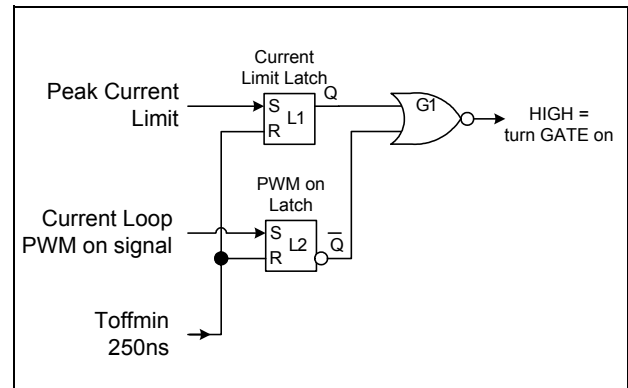 Current
Limit Latch
Peak Current
Limit
S
R
L1
Q
G1
HIGH =
turn GATE on
PWM on
Latch
Current Loop
PWM on signal
S
R
L2
Q̅
Toffmin
250ns